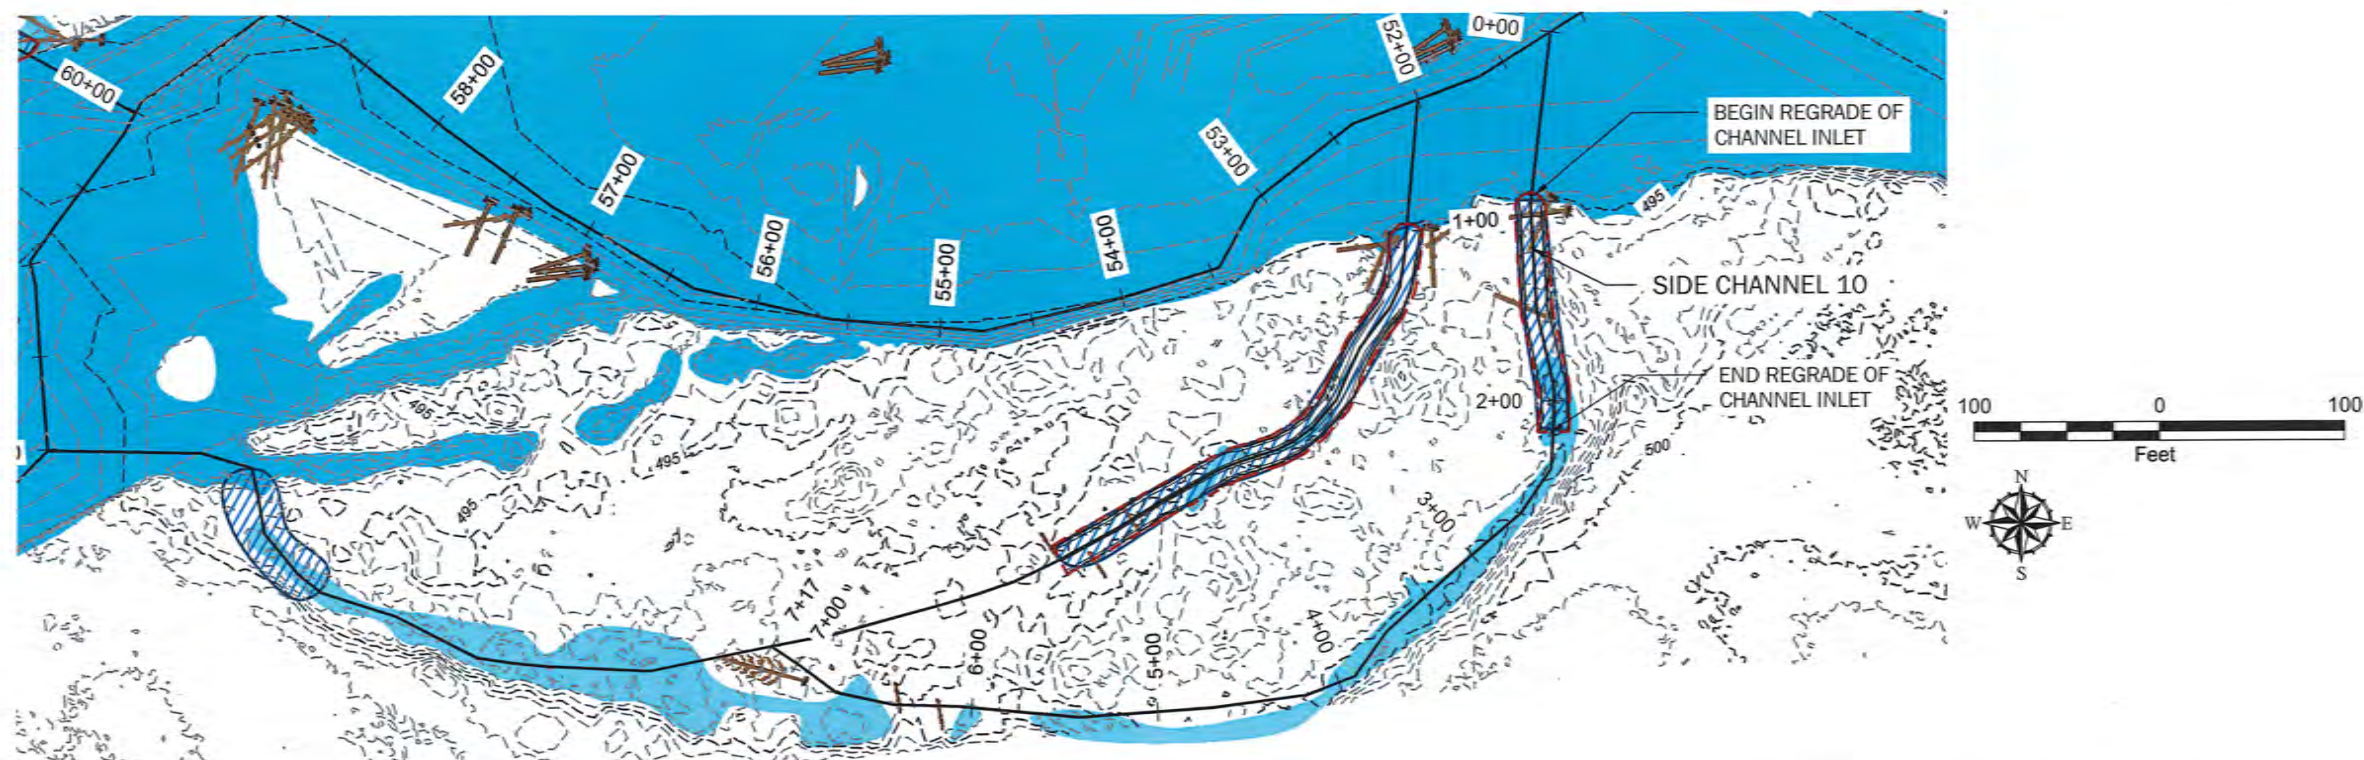 0+00
52+00
60+00
58+00
BEGIN REGRADE OF
CHANNEL INLET
53+00
57+00
495
1+00
56+00
54+00
55+00
SIDE CHANNEL 10
END REGRADE OF
CHANNEL INLET
2+00
100 0 100
Feet
495
500
495
495
3+00
N
W E
S
7+17
7+00
4+00
6+00
5+00